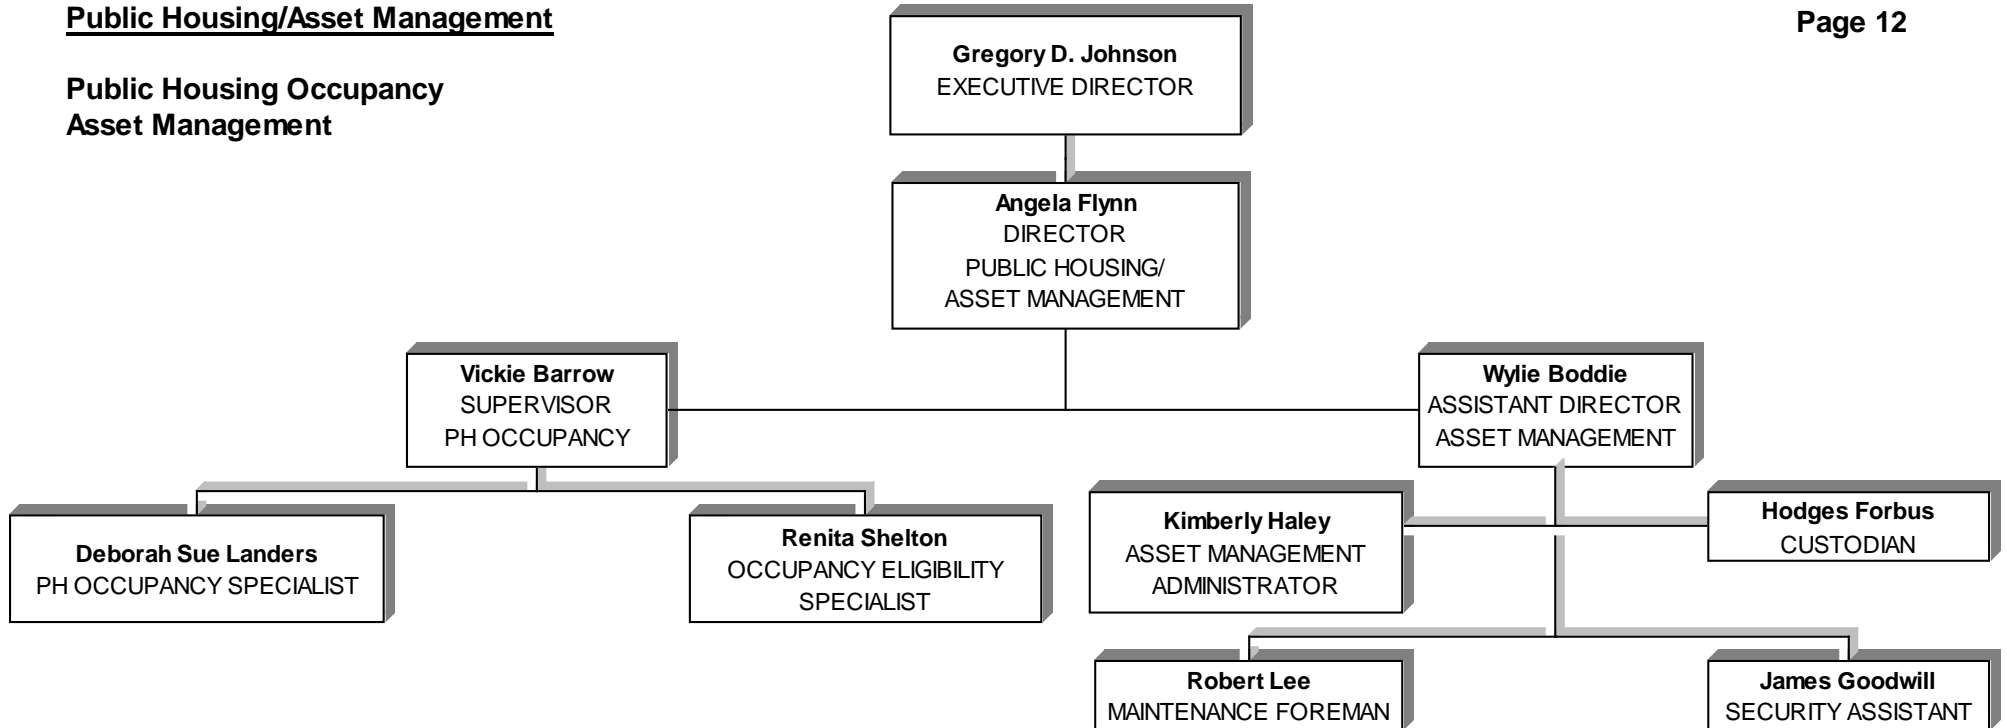 Public Housing/Asset Management
Page 12
Public Housing Occupancy
Asset Management
Gregory D. Johnson
EXECUTIVE DIRECTOR
Angela Flynn
DIRECTOR
PUBLIC HOUSING/
ASSET MANAGEMENT
Vickie Barrow
SUPERVISOR
PH OCCUPANCY
Wylie Boddie
ASSISTANT DIRECTOR
ASSET MANAGEMENT
Deborah Sue Landers
PH OCCUPANCY SPECIALIST
Renita Shelton
OCCUPANCY ELIGIBILITY
SPECIALIST
Kimberly Haley
ASSET MANAGEMENT
ADMINISTRATOR
Hodges Forbus
CUSTODIAN
Robert Lee
MAINTENANCE FOREMAN
James Goodwill
SECURITY ASSISTANT